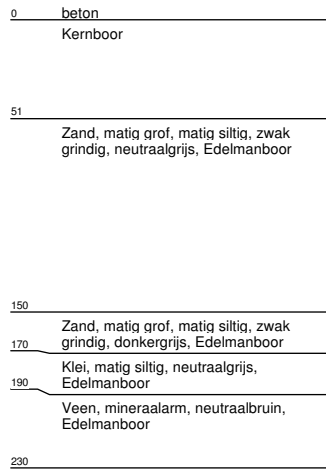 0 beton
Kernboor
51
Zand, matig grof, matig siltig, zwak
grindig, neutraalgrijs, Edelmanboor
150
Zand, matig grof, matig siltig, zwak
grindig, donkergrijs, Edelmanboor
170
Klei, matig siltig, neutraalgrijs,
Edelmanboor
190
Veen, mineraalarm, neutraalbruin,
Edelmanboor
230